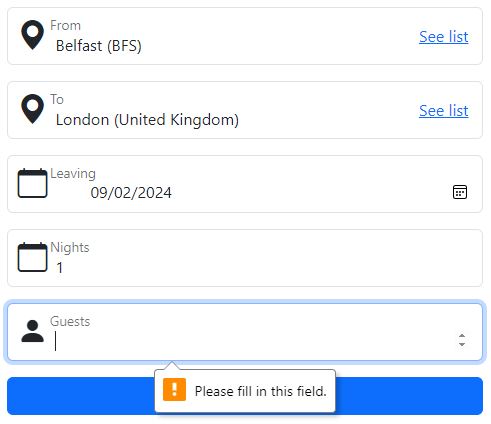 From
Belfast (BFS)
See list
To
London (United Kingdom)
See list
Leaving
09/02/2024
Nights
1
Guests
Please fill in this field.